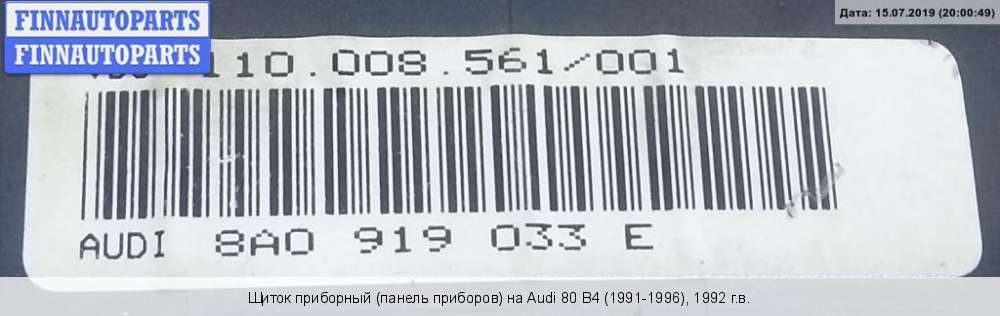 FINNAUTOPARTS
FINNAUTOPARTS
Дата: 15.07.2019 (20:00:49)
110.008.561/001
AUDI 8A0 919 033 E
Щиток приборный (панель приборов) на Audi 80 B4 (1991-1996), 1992 г.в.